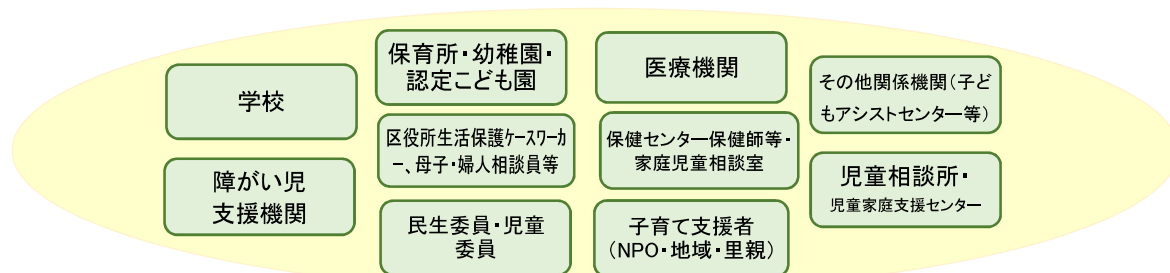 学校
障がい児
支援機関
保育所・幼稚園・
認定こども園
区役所生活保護ケースワーカ
ー、母子・婦人相談員等
民生委員・児童
委員
医療機関
保健センター保健師等・
家庭児童相談室
子育て支援者
（NPO・地域・里親）
その他関係機関（子ど
もアシストセンター等）
児童相談所・
児童家庭支援センター